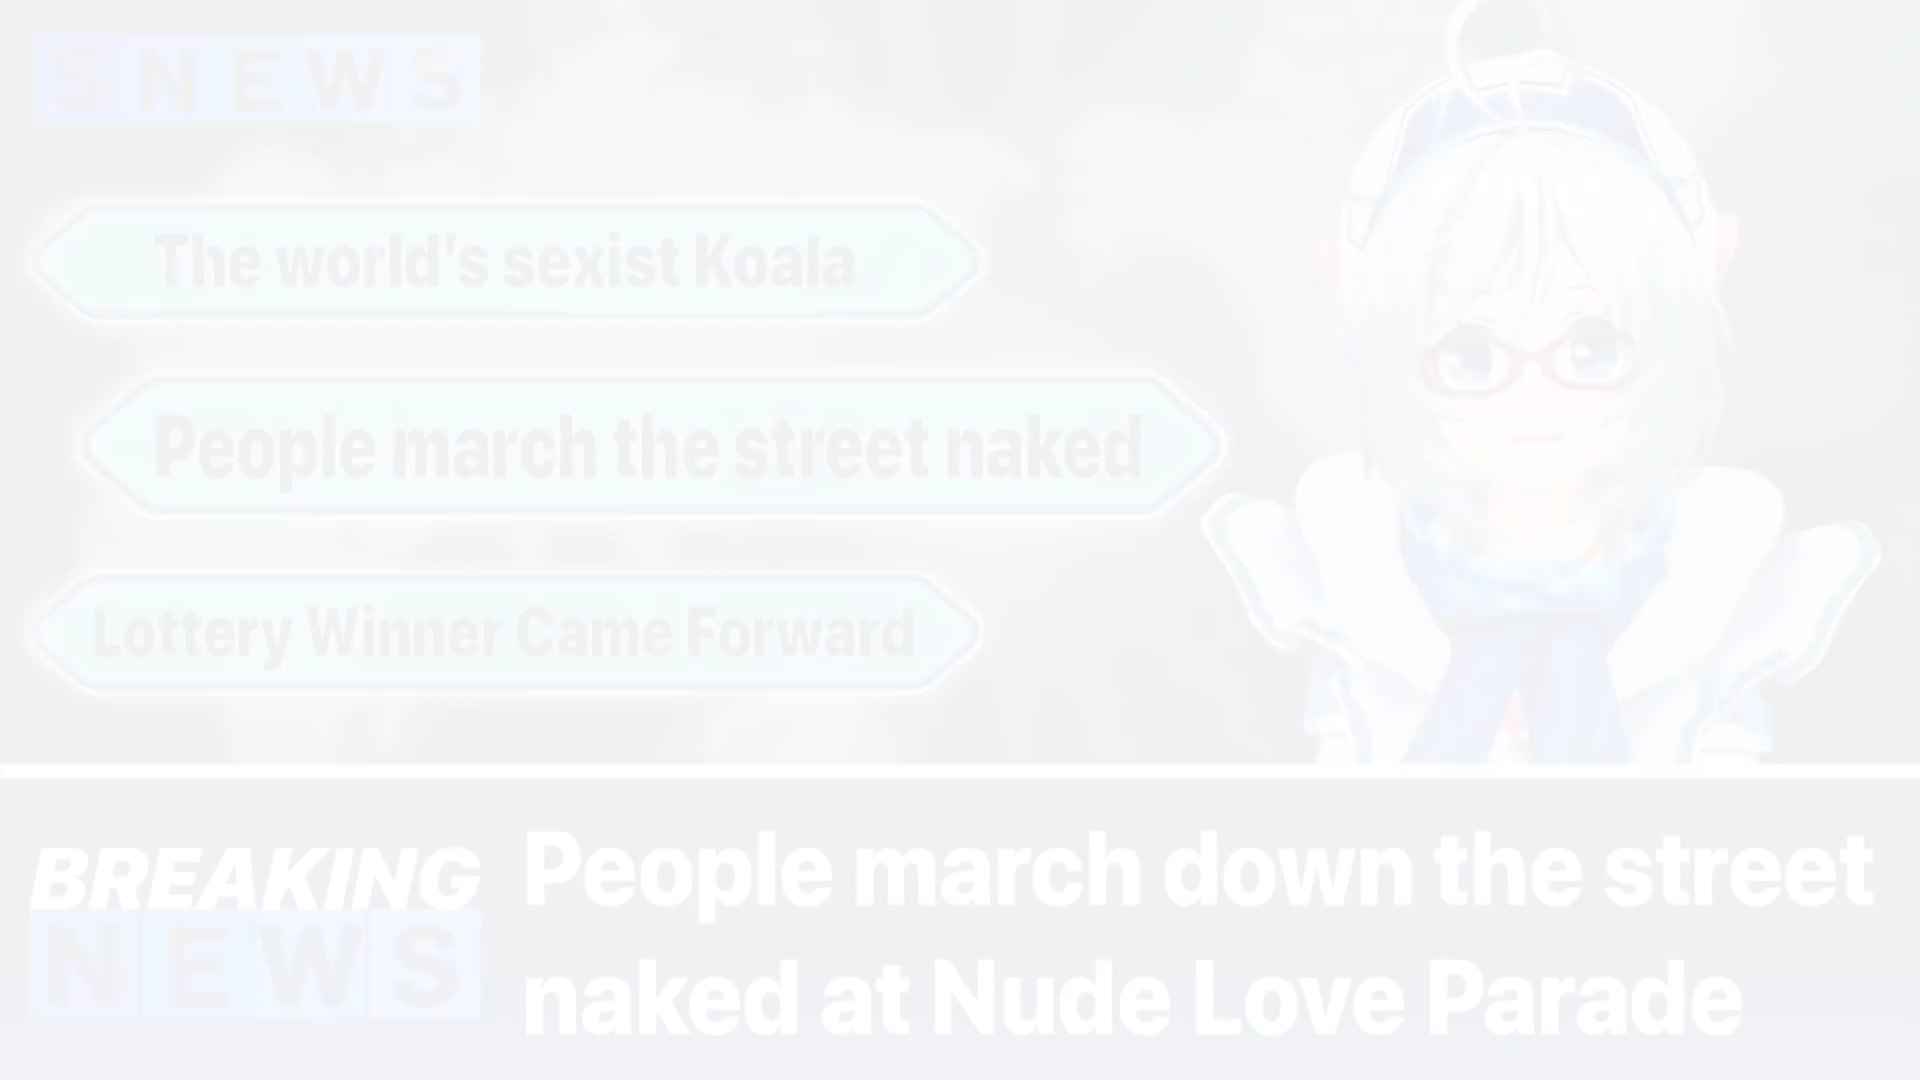 SNEWS
The world's sexist Koala
People march the street naked
Lottery Winner Came Forward
BREAKING
NEWS
People march down the street
naked at Nude Love Parade